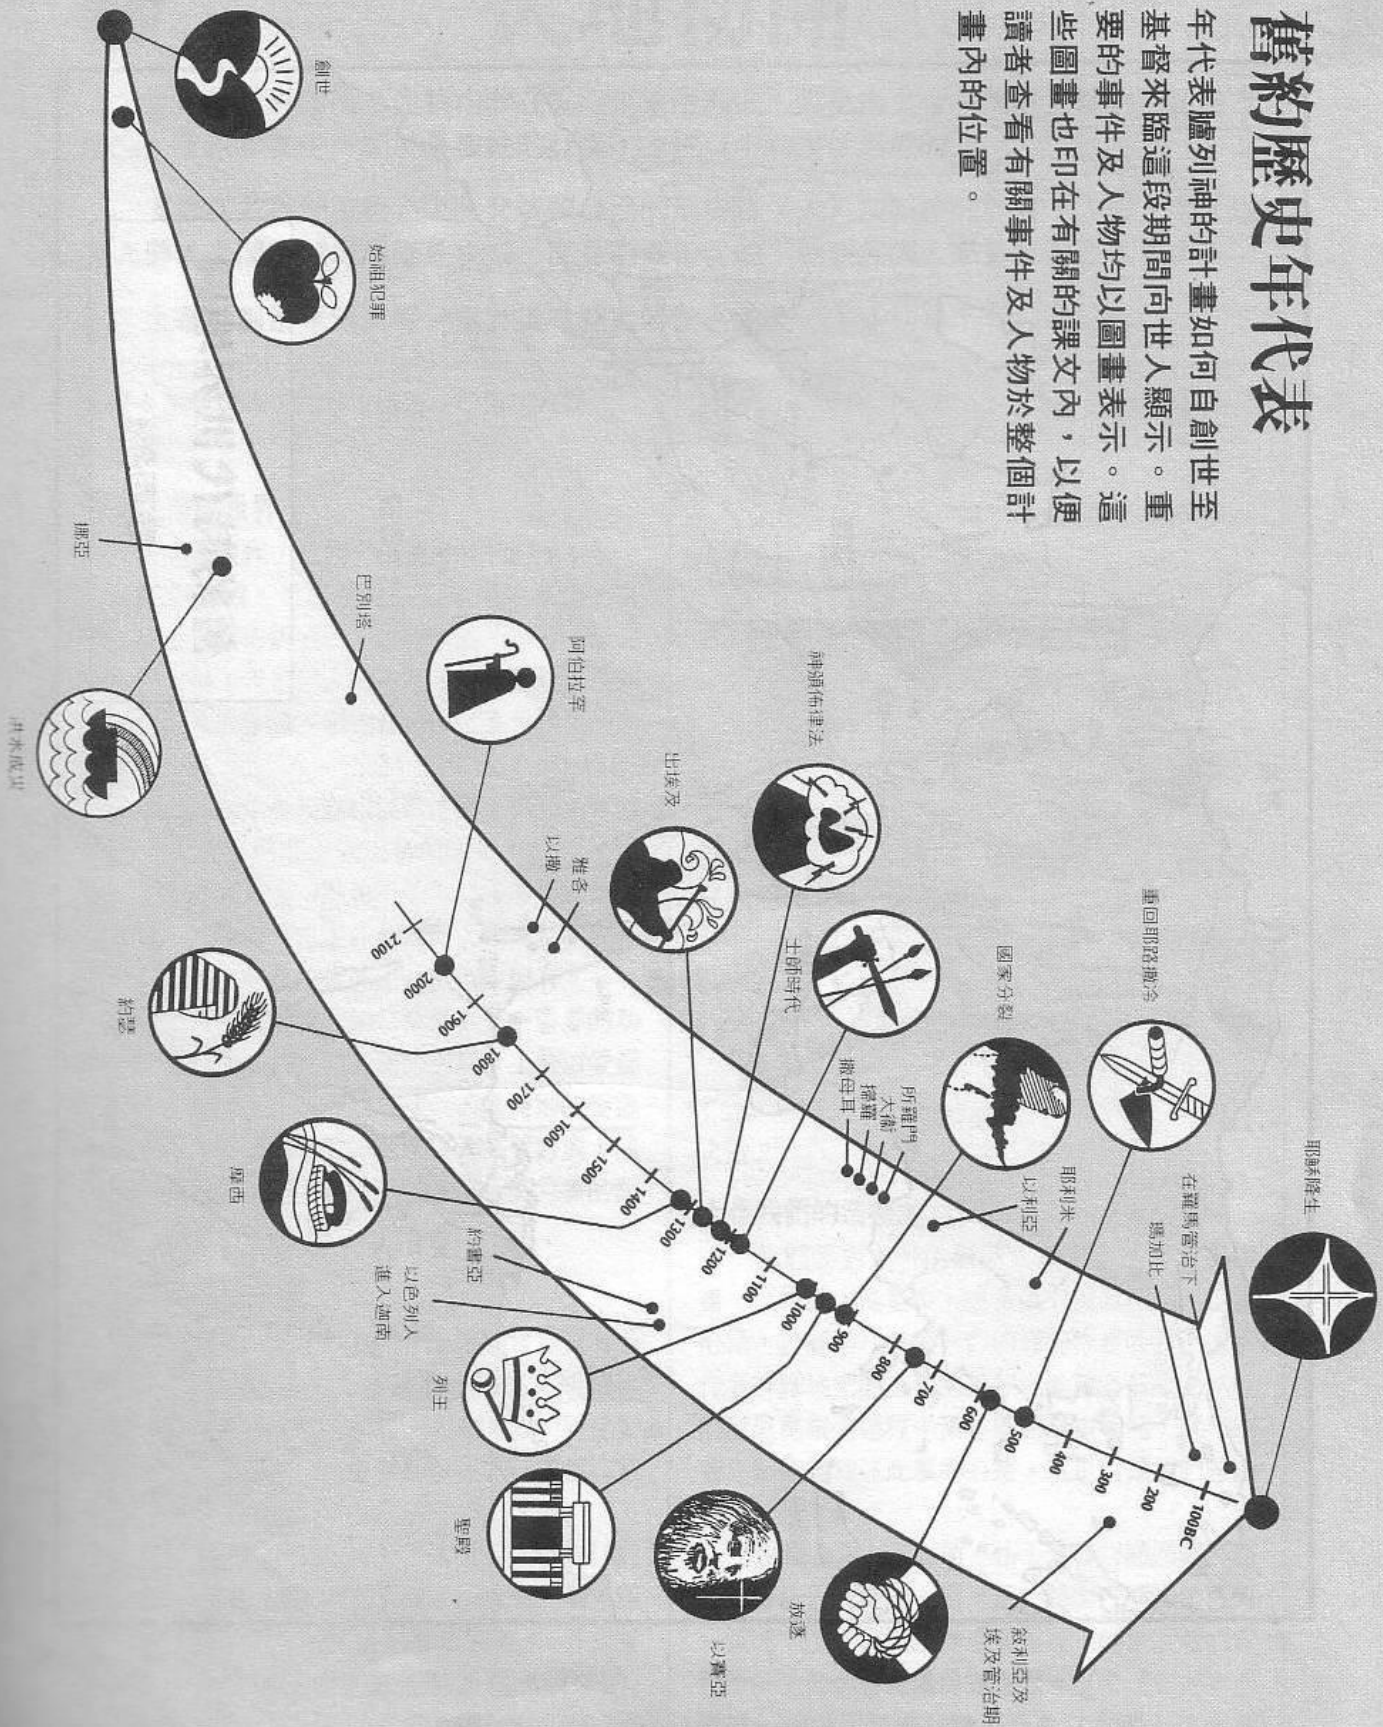 舊約歷史年代表
年代表臚列神的計畫如何自創世至
基督來臨這段期間向世人顯示。重
要的事件及人物均以圖畫表示。這
些圖畫也印在有關的課文內，以便
讀者查看有關事件及人物於整個計
畫內的位置。
創世
始祖犯罪
挪亞
洪水成災
巴別塔
阿伯拉罕
以撒
雅各
約瑟
摩西
出埃及
神頒佈律法
士師時代
約書亞
以色列人
進入迦南
撒母耳
掃羅
大衛
所羅門
列王
聖殿
國家分裂
以利亞
以賽亞
耶利米
放逐
重回耶路撒冷
敍利亞及
埃及管治期
瑪加比
在羅馬管治下
耶穌降生
2100
2000
1900
1800
1700
1600
1500
1400
1300
1200
1100
1000
900
800
700
600
500
400
300
200
100BC